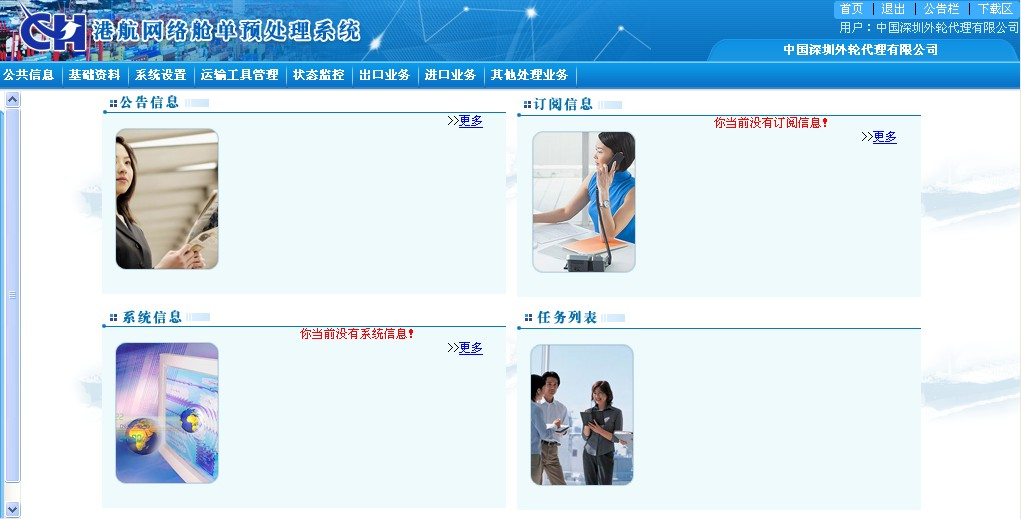 首页 | 退出 | 公告栏 | 下载区
CH 港航网络舱单预处理系统
用户：中国深圳外轮代理有限公司
中国深圳外轮代理有限公司
公共信息 基础资料 系统设置 运输工具管理 状态监控 出口业务 进口业务 其他处理业务
公告信息
>>更多
订阅信息
你当前没有订阅信息！
>>更多
系统信息
你当前没有系统信息！
>>更多
任务列表